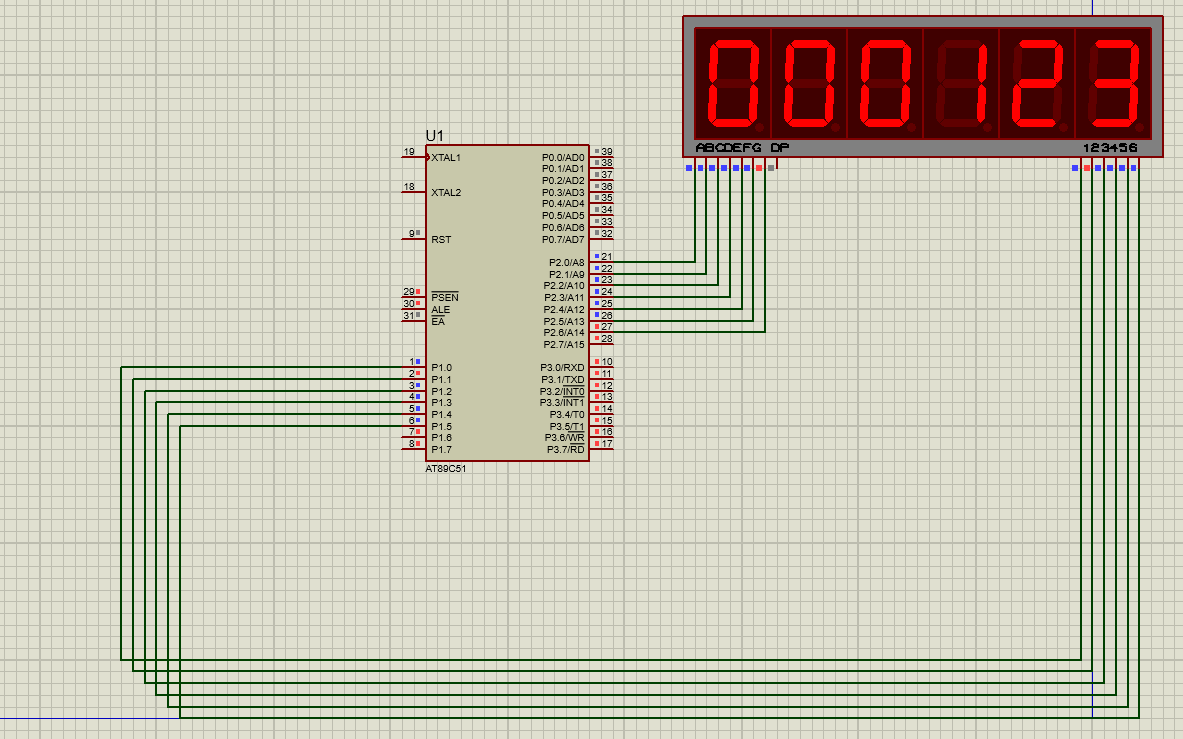 000123
ABCDEFG DP
123456
U1
19 XTAL1
18 XTAL2
9 RST
29 PSEN
30 ALE
31 EA
1 P1.0
2 P1.1
3 P1.2
4 P1.3
5 P1.4
6 P1.5
7 P1.6
8 P1.7
P0.0/AD0 39
P0.1/AD1 38
P0.2/AD2 37
P0.3/AD3 36
P0.4/AD4 35
P0.5/AD5 34
P0.6/AD6 33
P0.7/AD7 32
P2.0/A8 21
P2.1/A9 22
P2.2/A10 23
P2.3/A11 24
P2.4/A12 25
P2.5/A13 26
P2.6/A14 27
P2.7/A15 28
P3.0/RXD 10
P3.1/TXD 11
P3.2/INT0 12
P3.3/INT1 13
P3.4/T0 14
P3.5/T1 15
P3.6/WR 16
P3.7/RD 17
AT89C51